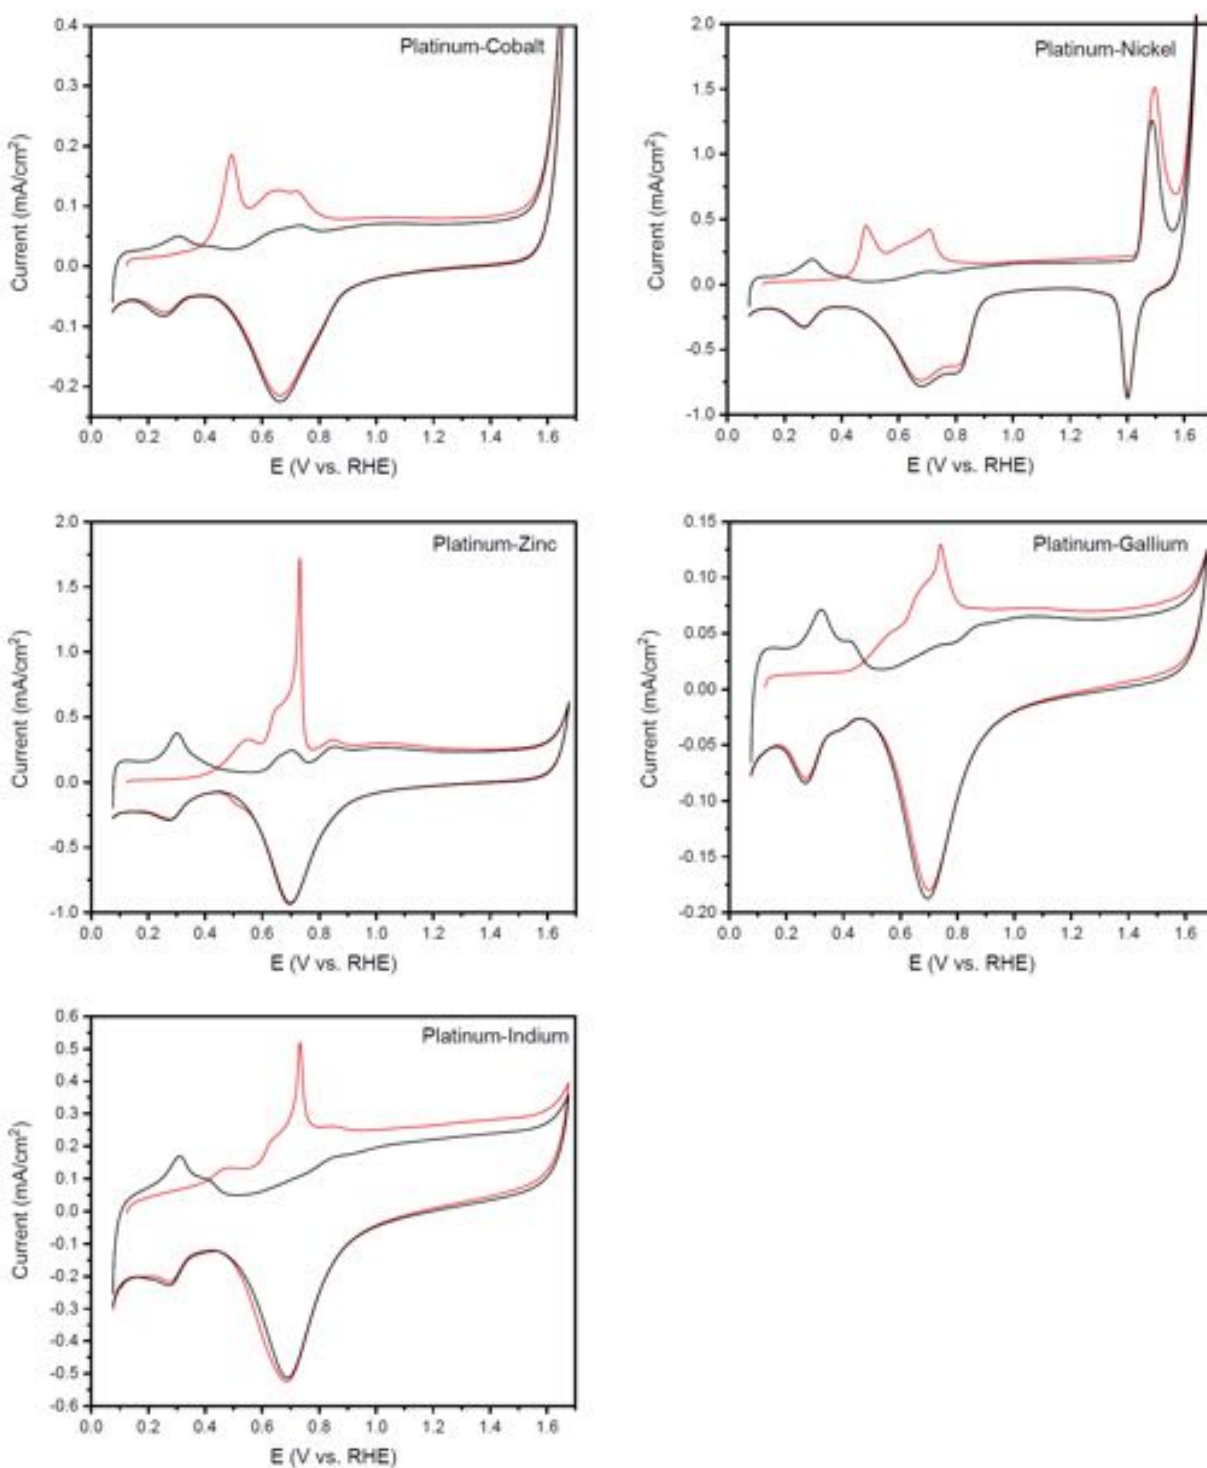 Platinum-Cobalt
Current (mA/cm²)
0.4
0.3
0.2
0.1
0.0
-0.1
-0.2
0.0 0.2 0.4 0.6 0.8 1.0 1.2 1.4 1.6
E (V vs. RHE)
Platinum-Nickel
Current (mA/cm²)
2.0
1.5
1.0
0.5
0.0
-0.5
-1.0
0.0 0.2 0.4 0.6 0.8 1.0 1.2 1.4 1.6
E (V vs. RHE)
Platinum-Zinc
Current (mA/cm²)
2.0
1.5
1.0
0.5
0.0
-0.5
-1.0
0.0 0.2 0.4 0.6 0.8 1.0 1.2 1.4 1.6
E (V vs. RHE)
Platinum-Gallium
Current (mA/cm²)
0.15
0.10
0.05
0.00
-0.05
-0.10
-0.15
-0.20
0.0 0.2 0.4 0.6 0.8 1.0 1.2 1.4 1.6
E (V vs. RHE)
Platinum-Indium
Current (mA/cm²)
0.6
0.5
0.4
0.3
0.2
0.1
0.0
-0.1
-0.2
-0.3
-0.4
-0.5
-0.6
0.0 0.2 0.4 0.6 0.8 1.0 1.2 1.4 1.6
E (V vs. RHE)